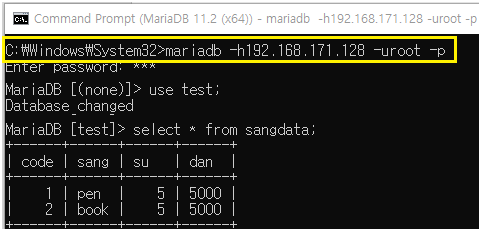 Command Prompt (MariaDB 11.2 (x64)) - mariadb -h192.168.171.128 -uroot -p
C:₩Windows₩System32>mariadb -h192.168.171.128 -uroot -p
Enter password: ***
MariaDB [(none)]> use test;
Database changed
MariaDB [test]> select * from sangdata;
+------+------+------+------+
| code | sang | su | dan |
+------+------+------+------+
| 1 | pen | 5 | 5000 |
| 2 | book | 5 | 5000 |